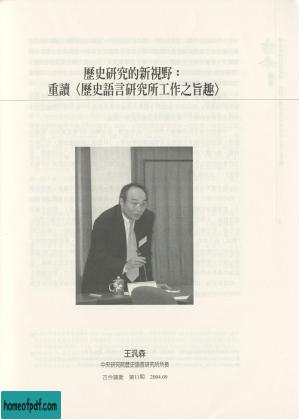 歷史研究的新視野：
重讀〈歷史語言研究所工作之旨趣〉
王汎森
中央研究院歷史語言研究所所長
古今論衡 第11期 2004.09
homeofpdf.com